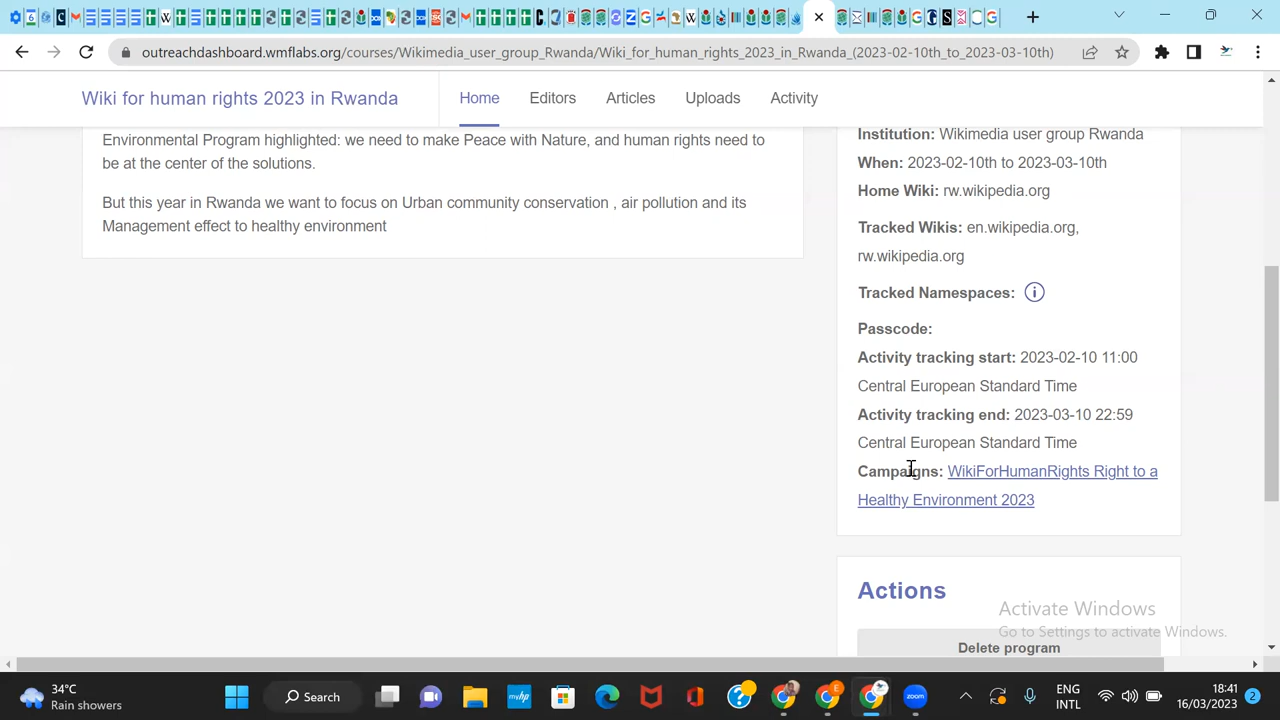 outreachdashboard.wmflabs.org/courses/Wikimedia_user_group_Rwanda/Wiki_for_human_rights_2023_in_Rwanda_(2023-02-10th_to_2023-03-10th)
Wiki for human rights 2023 in Rwanda
Home
Editors
Articles
Uploads
Activity
Environmental Program highlighted: we need to make Peace with Nature, and human rights need to
be at the center of the solutions.
But this year in Rwanda we want to focus on Urban community conservation , air pollution and its
Management effect to healthy environment
Institution: Wikimedia user group Rwanda
When: 2023-02-10th to 2023-03-10th
Home Wiki: rw.wikipedia.org
Tracked Wikis: en.wikipedia.org,
rw.wikipedia.org
Tracked Namespaces:
Passcode:
Activity tracking start: 2023-02-10 11:00
Central European Standard Time
Activity tracking end: 2023-03-10 22:59
Central European Standard Time
Campaigns: WikiForHumanRights Right to a
Healthy Environment 2023
Actions
Delete program
Activate Windows
Go to Settings to activate Windows.
34°C
Rain showers
Search
myhp
zoom
ENG
INTL
18:41
16/03/2023
2